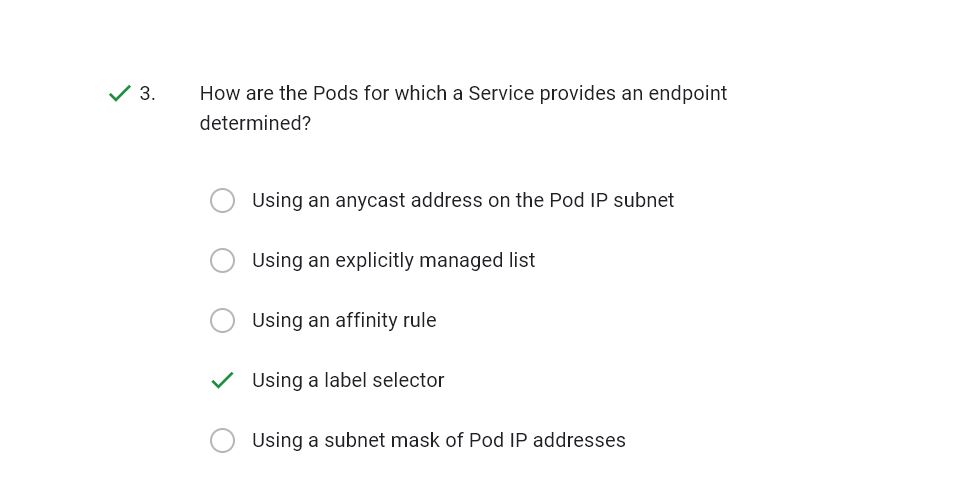 3. How are the Pods for which a Service provides an endpoint
determined?
Using an anycast address on the Pod IP subnet
Using an explicitly managed list
Using an affinity rule
Using a label selector
Using a subnet mask of Pod IP addresses